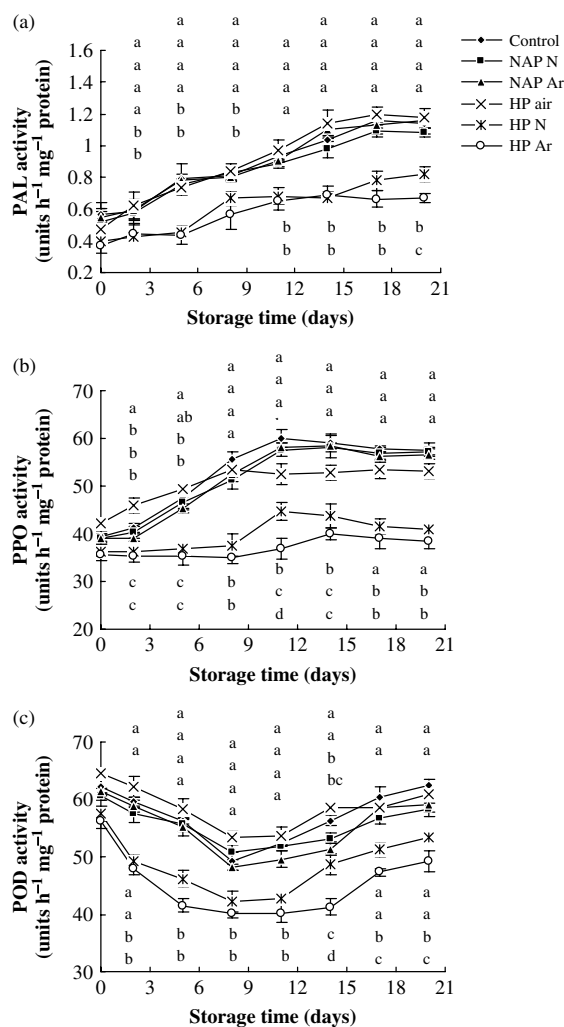 (a)
a a a a a a a
a a a a a a a
a a a a a a a
a a a a a a a
b b b
b b b
Control
NAP N
NAP Ar
HP air
HP N
HP Ar
PAL activity
(units h⁻¹ mg⁻¹ protein)
1.6
1.4
1.2
1
0.8
0.6
0.4
0.2
b b b b
b b b c
0 3 6 9 12 15 18 21
Storage time (days)
(b)
a a a a a a a
b ab a a a a a
b b a a a a a
b b a . a
PPO activity
(units h⁻¹ mg⁻¹ protein)
70
60
50
40
30
20
c c b b b a a
c c b c c b b
d c b b
0 3 6 9 12 15 18 21
Storage time (days)
(c)
a a a a a a a
a a a a a a a
a a a b
a a a bc
POD activity
(units h⁻¹ mg⁻¹ protein)
70
60
50
40
30
a a a
a a a
b b b b c b b
b b b b d c c
0 3 6 9 12 15 18 21
Storage time (days)